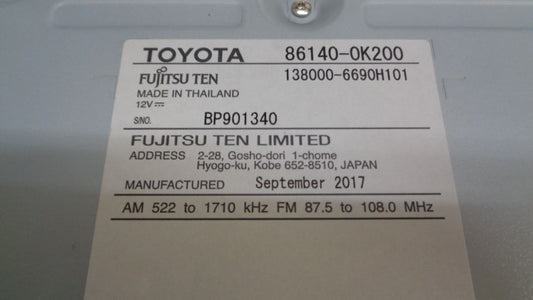 TOYOTA 86140-0K200
FUJITSU TEN 138000-6690H101
MADE IN THAILAND
12V⎓
S/NO. BP901340
FUJITSU TEN LIMITED
ADDRESS 2-28, Gosho-dori 1-chome
Hyogo-ku, Kobe 652-8510, JAPAN
MANUFACTURED September 2017
AM 522 to 1710 kHz FM 87.5 to 108.0 MHz